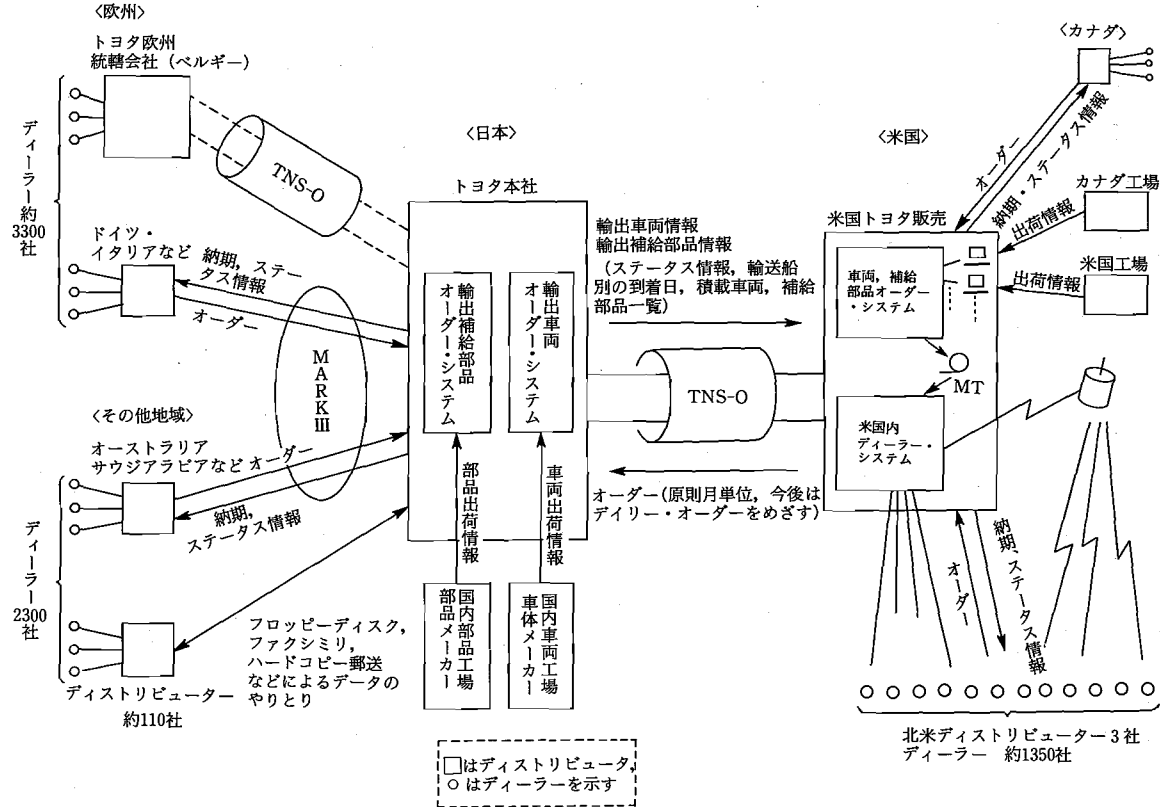 〈欧州〉
トヨタ欧州
統轄会社（ベルギー）
ディーラー約
3300
社
TNS-O
ドイツ・
イタリアなど
納期，ステー
タス情報
オーダー
MARKⅢ
〈その他地域〉
オーストラリア
サウジアラビアなど
オーダー
納期，
ステータス情報
ディーラー
2300
社
ディストリビューター
約110社
フロッピーディスク，
ファクシミリ，
ハードコピー郵送
などによるデータの
やりとり
〈日本〉
トヨタ本社
輸出補給部品
オーダー・システム
輸出車両
オーダー・システム
部品出荷情報
車両出荷情報
国内部品工場
部品メーカー
国内車両工場
車体メーカー
輸出車両情報
輸出補給部品情報
（ステータス情報，輸送船
別の到着日，積載車両，補給
部品一覧）
TNS-O
オーダー(原則月単位，今後は
デイリー・オーダーをめざす)
〈米国〉
米国トヨタ販売
車両，補給
部品オーダー
・システム
MT
米国内
ディーラー・
システム
〈カナダ〉
オーダー
納期・ステータス情報
カナダ工場
出荷情報
米国工場
出荷情報
オーダー
納期、ステータス情報
北米ディストリビューター3社
ディーラー　約1350社
□はディストリビュータ，
○はディーラーを示す